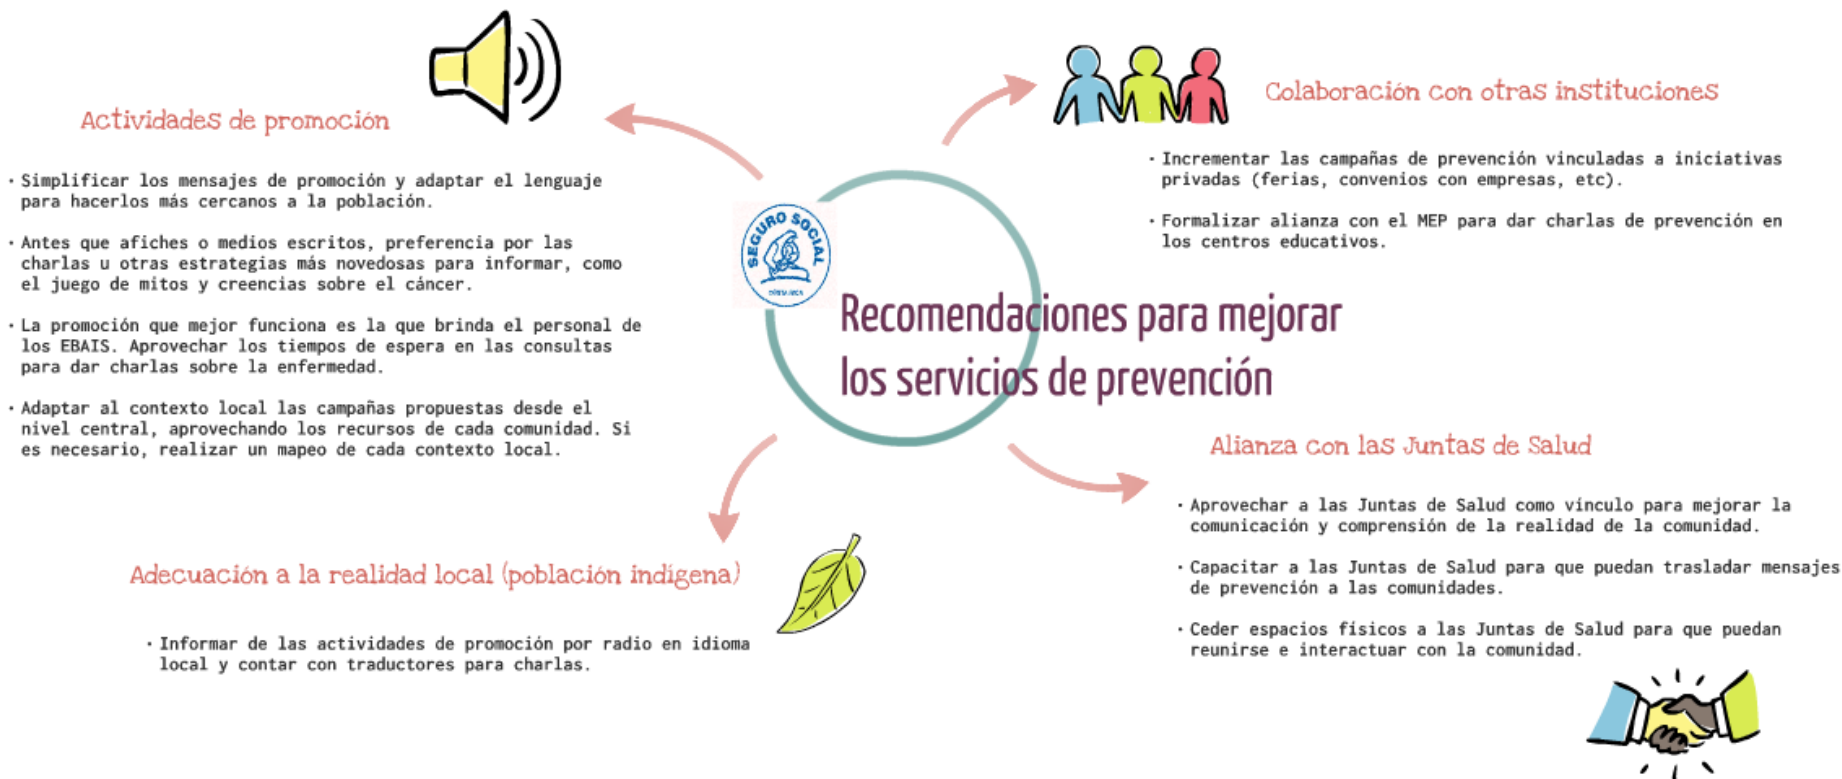 Actividades de promoción
· Simplificar los mensajes de promoción y adaptar el lenguaje
para hacerlos más cercanos a la población.
· Antes que afiches o medios escritos, preferencia por las
charlas u otras estrategias más novedosas para informar, como
el juego de mitos y creencias sobre el cáncer.
· La promoción que mejor funciona es la que brinda el personal de
los EBAIS. Aprovechar los tiempos de espera en las consultas
para dar charlas sobre la enfermedad.
· Adaptar al contexto local las campañas propuestas desde el
nivel central, aprovechando los recursos de cada comunidad. Si
es necesario, realizar un mapeo de cada contexto local.
Colaboración con otras instituciones
· Incrementar las campañas de prevención vinculadas a iniciativas
privadas (ferias, convenios con empresas, etc).
· Formalizar alianza con el MEP para dar charlas de prevención en
los centros educativos.
SEGURO SOCIAL
COSTA RICA
Recomendaciones para mejorar
los servicios de prevención
Adecuación a la realidad local (población indígena)
· Informar de las actividades de promoción por radio en idioma
local y contar con traductores para charlas.
Alianza con las Juntas de Salud
· Aprovechar a las Juntas de Salud como vínculo para mejorar la
comunicación y comprensión de la realidad de la comunidad.
· Capacitar a las Juntas de Salud para que puedan trasladar mensajes
de prevención a las comunidades.
· Ceder espacios físicos a las Juntas de Salud para que puedan
reunirse e interactuar con la comunidad.